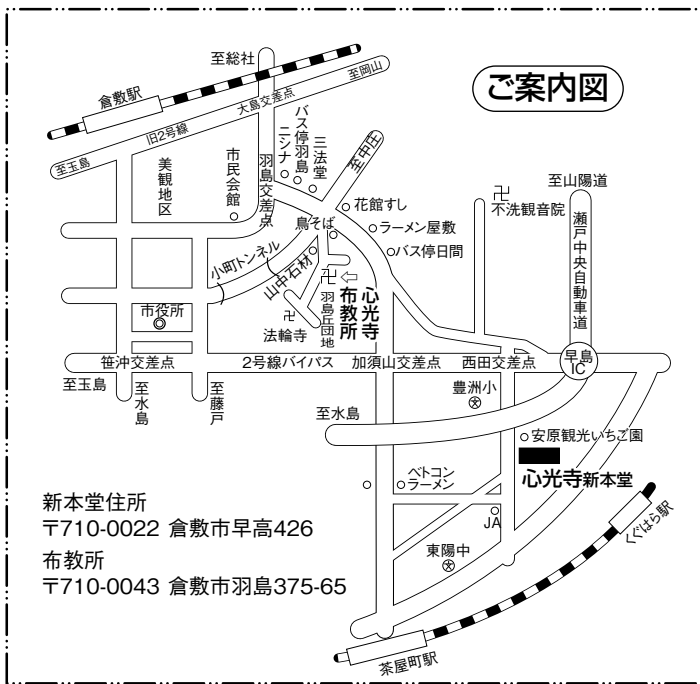 ご案内図
至総社
至岡山
倉敷駅
大島交差点
旧2号線
至玉島
美観地区
市民会館
羽島交差点
ニシナ
バス停羽島
三法堂
至中庄
花館すし
ラーメン屋敷
バス停日間
鳥そば
卍
不洗観音院
至山陽道
瀬戸中央自動車道
小町トンネル
山中石材
卍
⇦
心光寺
布教所
羽島丘団地
卍
法輪寺
市役所
笹沖交差点
2号線バイパス
加須山交差点
西田交差点
早島
IC
至玉島
至水島
至藤戸
豊洲小
文
至水島
安原観光いちご園
心光寺新本堂
ベトコン
ラーメン
JA
東陽中
文
くぐはら駅
茶屋町駅
新本堂住所
〒710-0022 倉敷市早高426
布教所
〒710-0043 倉敷市羽島375-65